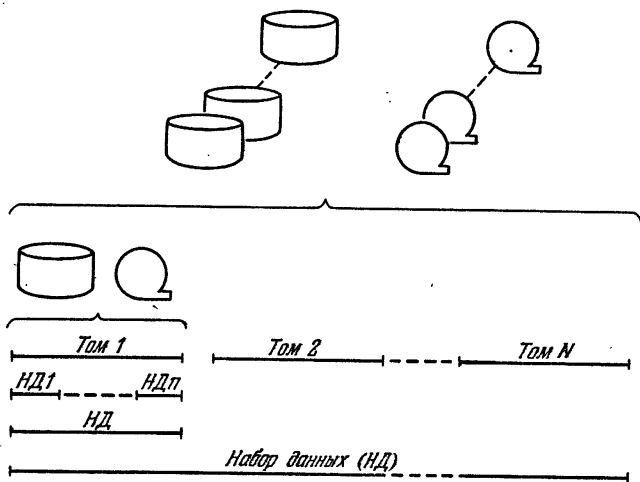 Том 1 Том 2 Том N
НД1 НДп
НД
Набор данных (НД)